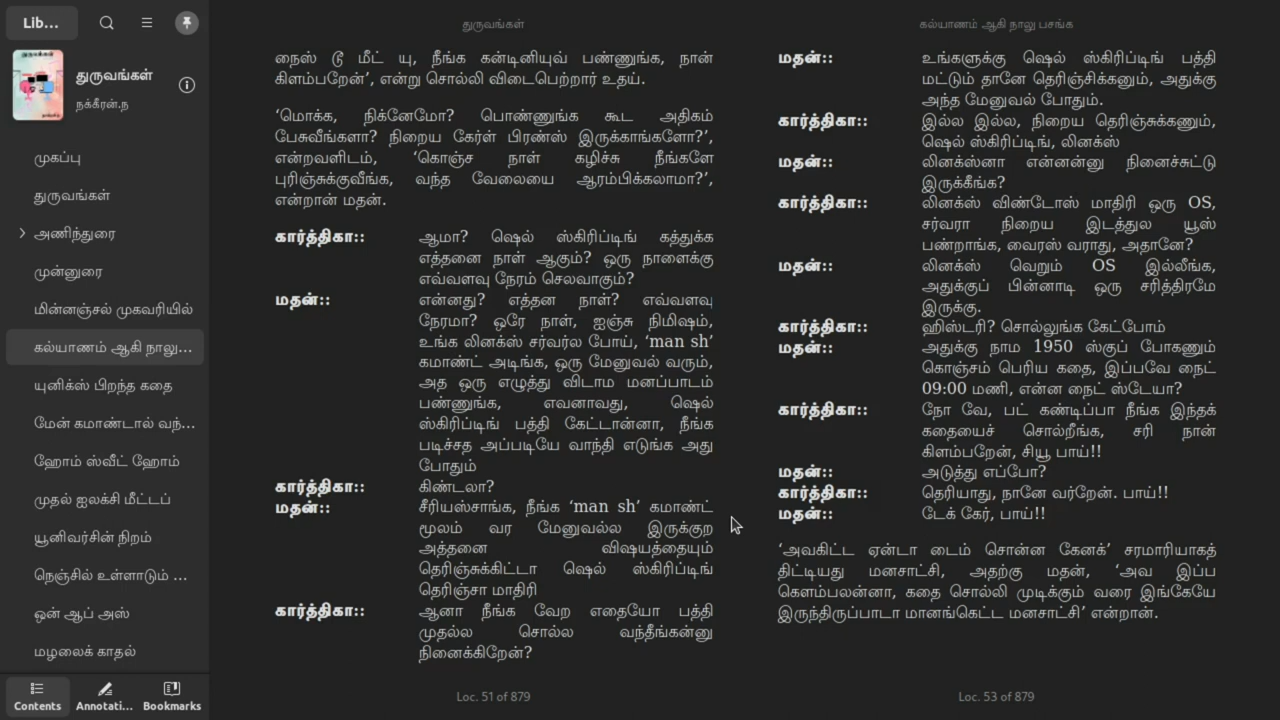 Lib...
துருவங்கள்
நக்கீரன்.ந
முகப்பு
துருவங்கள்
அணிந்துரை
முன்னுரை
மின்னஞ்சல் முகவரியில்
கல்யாணம் ஆகி நாலு...
யுனிக்ஸ் பிறந்த கதை
மேன் கமாண்டால் வந்...
ஹோம் ஸ்வீட் ஹோம்
முதல் ஐலக்சி மீட்டப்
யூனிவர்சின் நிறம்
நெஞ்சில் உள்ளாடும் ...
ஒன் ஆப் அஸ்
மழலைக் காதல்
Contents
Annotati...
Bookmarks
துருவங்கள்
நைஸ் டூ மீட் யு, நீங்க கன்டினியுவ் பண்ணுங்க, நான்
கிளம்பறேன்’, என்று சொல்லி விடைபெற்றார் உதய்.
‘மொக்க, நிக்னேமோ? பொண்ணுங்க கூட அதிகம்
பேசுவீங்களா? நிறைய கேர்ள் பிரண்ஸ் இருக்காங்களோ?’,
என்றவளிடம், ‘கொஞ்ச நாள் கழிச்சு நீங்களே
புரிஞ்சுக்குவீங்க, வந்த வேலையை ஆரம்பிக்கலாமா?’,
என்றான் மதன்.
கார்த்திகா:: ஆமா? ஷெல் ஸ்கிரிப்டிங் கத்துக்க
எத்தனை நாள் ஆகும்? ஒரு நாளைக்கு
எவ்வளவு நேரம் செலவாகும்?
மதன்:: என்னது? எத்தன நாள்? எவ்வளவு
நேரமா? ஒரே நாள், ஐஞ்சு நிமிஷம்,
உங்க லினக்ஸ் சர்வர்ல போய், ‘man sh’
கமாண்ட் அடிங்க, ஒரு மேனுவல் வரும்,
அத ஒரு எழுத்து விடாம மனப்பாடம்
பண்ணுங்க, எவனாவது, ஷெல்
ஸ்கிரிப்டிங் பத்தி கேட்டான்னா, நீங்க
படிச்சத அப்படியே வாந்தி எடுங்க அது
போதும்
கார்த்திகா:: கிண்டலா?
மதன்:: சீரியஸ்சாங்க, நீங்க ‘man sh’ கமாண்ட்
மூலம் வர மேனுவல்ல இருக்குற
அத்தனை விஷயத்தையும்
தெரிஞ்சுக்கிட்டா ஷெல் ஸ்கிரிப்டிங்
தெரிஞ்சா மாதிரி
கார்த்திகா:: ஆனா நீங்க வேற எதையோ பத்தி
முதல்ல சொல்ல வந்தீங்கன்னு
நினைக்கிறேன்?
Loc. 51 of 879
கல்யாணம் ஆகி நாலு பசங்க
மதன்:: உங்களுக்கு ஷெல் ஸ்கிரிப்டிங் பத்தி
மட்டும் தானே தெரிஞ்சிக்கனும், அதுக்கு
அந்த மேனுவல் போதும்.
கார்த்திகா:: இல்ல இல்ல, நிறைய தெரிஞ்சுக்கணும்,
ஷெல் ஸ்கிரிப்டிங், லினக்ஸ்
மதன்:: லினக்ஸ்னா என்னன்னு நினைச்சுட்டு
இருக்கீங்க?
கார்த்திகா:: லினக்ஸ் விண்டோஸ் மாதிரி ஒரு OS,
சர்வரா நிறைய இடத்துல யூஸ்
பண்றாங்க, வைரஸ் வராது, அதானே?
மதன்:: லினக்ஸ் வெறும் OS இல்லீங்க,
அதுக்குப் பின்னாடி ஒரு சரித்திரமே
இருக்கு.
கார்த்திகா:: ஹிஸ்டரி? சொல்லுங்க கேட்போம்
மதன்:: அதுக்கு நாம 1950 ஸ்குப் போகணும்
கொஞ்சம் பெரிய கதை, இப்பவே நைட்
09:00 மணி, என்ன நைட் ஸ்டேயா?
கார்த்திகா:: நோ வே, பட் கண்டிப்பா நீங்க இந்தக்
கதையைச் சொல்றீங்க, சரி நான்
கிளம்பறேன், சியூ பாய்!!
மதன்:: அடுத்து எப்போ?
கார்த்திகா:: தெரியாது, நானே வர்றேன். பாய்!!
மதன்:: டேக் கேர், பாய்!!
‘அவகிட்ட ஏன்டா டைம் சொன்ன கேனக்’ சரமாரியாகத்
திட்டியது மனசாட்சி, அதற்கு மதன், ‘அவ இப்ப
கெளம்பலன்னா, கதை சொல்லி முடிக்கும் வரை இங்கேயே
இருந்திருப்பாடா மானங்கெட்ட மனசாட்சி’ என்றான்.
Loc. 53 of 879